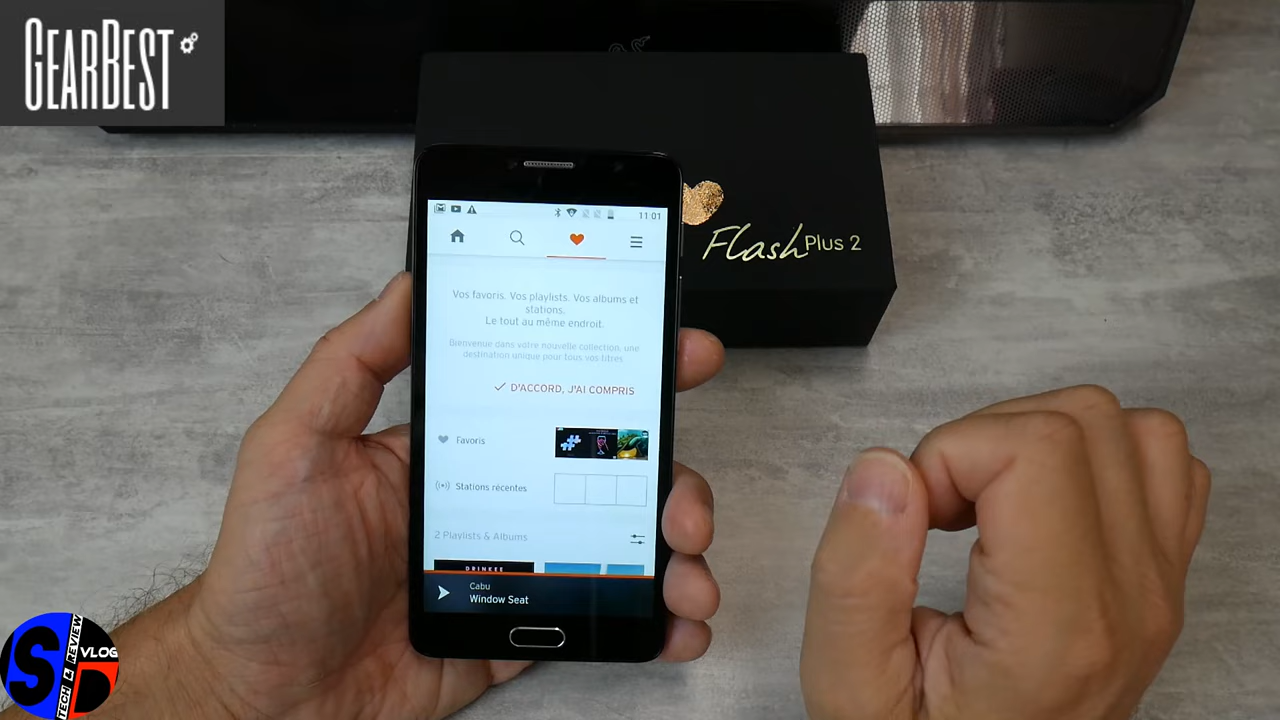 GEARBEST
Flash Plus 2
11:01
Vos favoris. Vos playlists. Vos albums et
stations.
Le tout au même endroit.
Bienvenue dans votre nouvelle collection, une
destination unique pour tous vos titres.
D'ACCORD, J'AI COMPRIS
Favoris
Stations récentes
2 Playlists & Albums
DRINKEE
Cabu
Window Seat
SD
TECH & REVIEW
VLOG